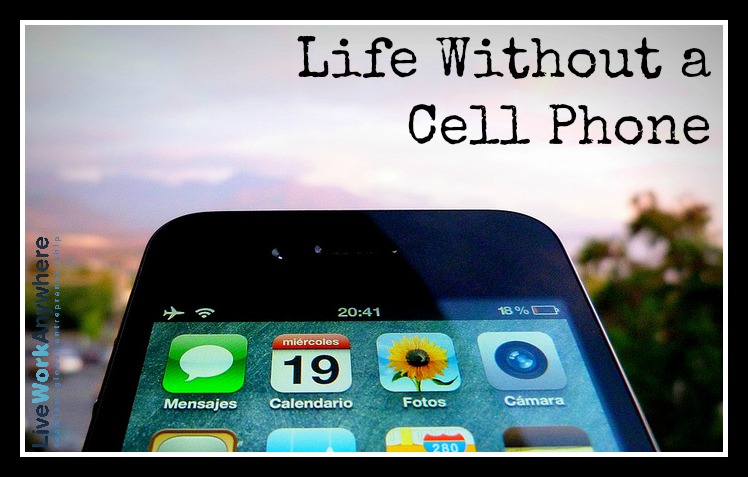 Life Without a
Cell Phone
20:41
18%
miércoles
19
Mensajes Calendario Fotos Cámara
280
LiveWorkAnywhere